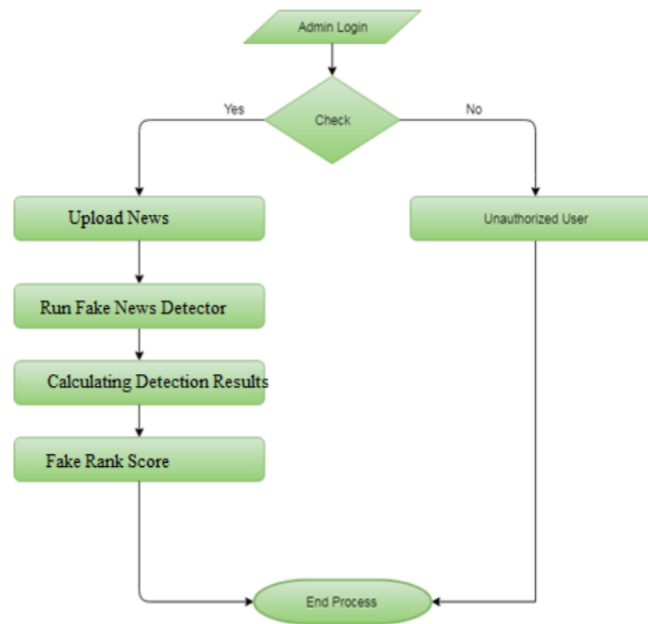 Admin Login
Check
Yes
No
Upload News
Unauthorized User
Run Fake News Detector
Calculating Detection Results
Fake Rank Score
End Process